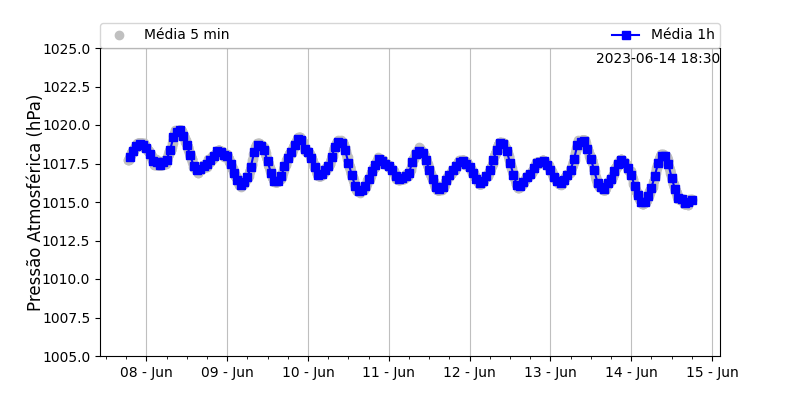 Média 5 min
Média 1h
2023-06-14 18:30
Pressão Atmosférica (hPa)
1025.0
1022.5
1020.0
1017.5
1015.0
1012.5
1010.0
1007.5
1005.0
08 - Jun
09 - Jun
10 - Jun
11 - Jun
12 - Jun
13 - Jun
14 - Jun
15 - Jun